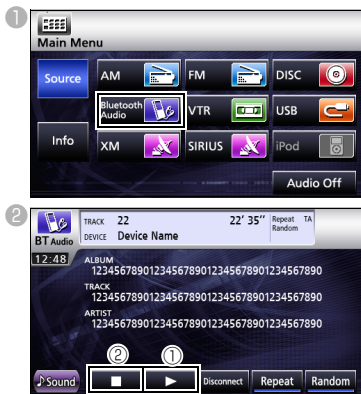 ①
Main Menu
Source
AM
FM
DISC
Bluetooth
Audio
VTR
USB
Info
XM
SIRIUS
iPod
Audio Off
②
BT Audio
TRACK 22 22' 35"
Repeat TA
Random
DEVICE Device Name
12:48
ALBUM
1234567890123456789012345678901234567890
TRACK
1234567890123456789012345678901234567890
ARTIST
1234567890123456789012345678901234567890
② ①
♪Sound ■ ► Disconnect Repeat Random